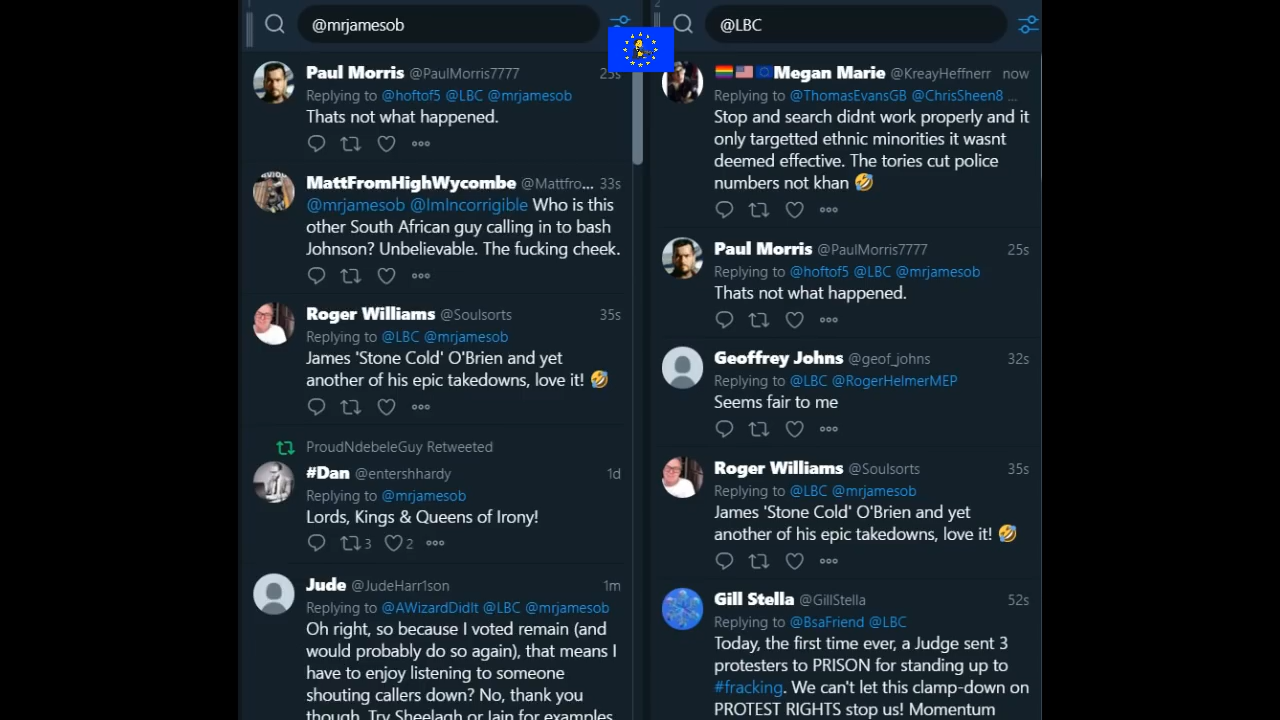 1
@mrjamesob
Paul Morris @PaulMorris7777 25s
Replying to @hoftof5 @LBC @mrjamesob
Thats not what happened.
MattFromHighWycombe @Mattfro... 33s
@mrjamesob @ImIncorrigible Who is this
other South African guy calling in to bash
Johnson? Unbelievable. The fucking cheek.
Roger Williams @Soulsorts 35s
Replying to @LBC @mrjamesob
James 'Stone Cold' O'Brien and yet
another of his epic takedowns, love it! 🤣
ProudNdebeleGuy Retweeted
#Dan @entershhardy 1d
Replying to @mrjamesob
Lords, Kings & Queens of Irony!
3 2
Jude @JudeHarr1son 1m
Replying to @AWizardDidIt @LBC @mrjamesob
Oh right, so because I voted remain (and
would probably do so again), that means I
have to enjoy listening to someone
shouting callers down? No, thank you
though. Try Sheelagh or Iain for examples
2
@LBC
Megan Marie @KreayHeffnerr now
Replying to @ThomasEvansGB @ChrisSheen8 ...
Stop and search didnt work properly and it
only targetted ethnic minorities it wasnt
deemed effective. The tories cut police
numbers not khan 🤣
Paul Morris @PaulMorris7777 25s
Replying to @hoftof5 @LBC @mrjamesob
Thats not what happened.
Geoffrey Johns @geof_johns 32s
Replying to @LBC @RogerHelmerMEP
Seems fair to me
Roger Williams @Soulsorts 35s
Replying to @LBC @mrjamesob
James 'Stone Cold' O'Brien and yet
another of his epic takedowns, love it! 🤣
Gill Stella @GillStella 52s
Replying to @BsaFriend @LBC
Today, the first time ever, a Judge sent 3
protesters to PRISON for standing up to
#fracking. We can't let this clamp-down on
PROTEST RIGHTS stop us! Momentum